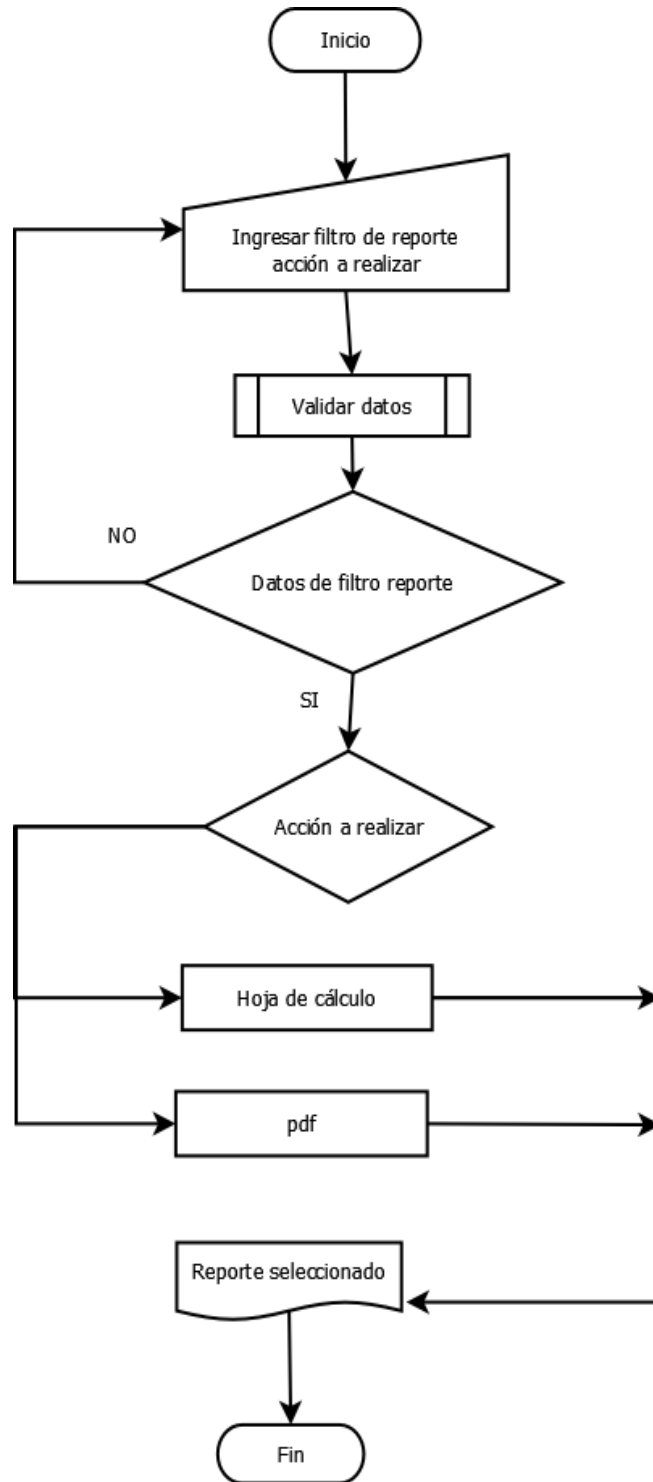 Inicio
Ingresar filtro de reporte
acción a realizar
Validar datos
NO
Datos de filtro reporte
SI
Acción a realizar
Hoja de cálculo
pdf
Reporte seleccionado
Fin